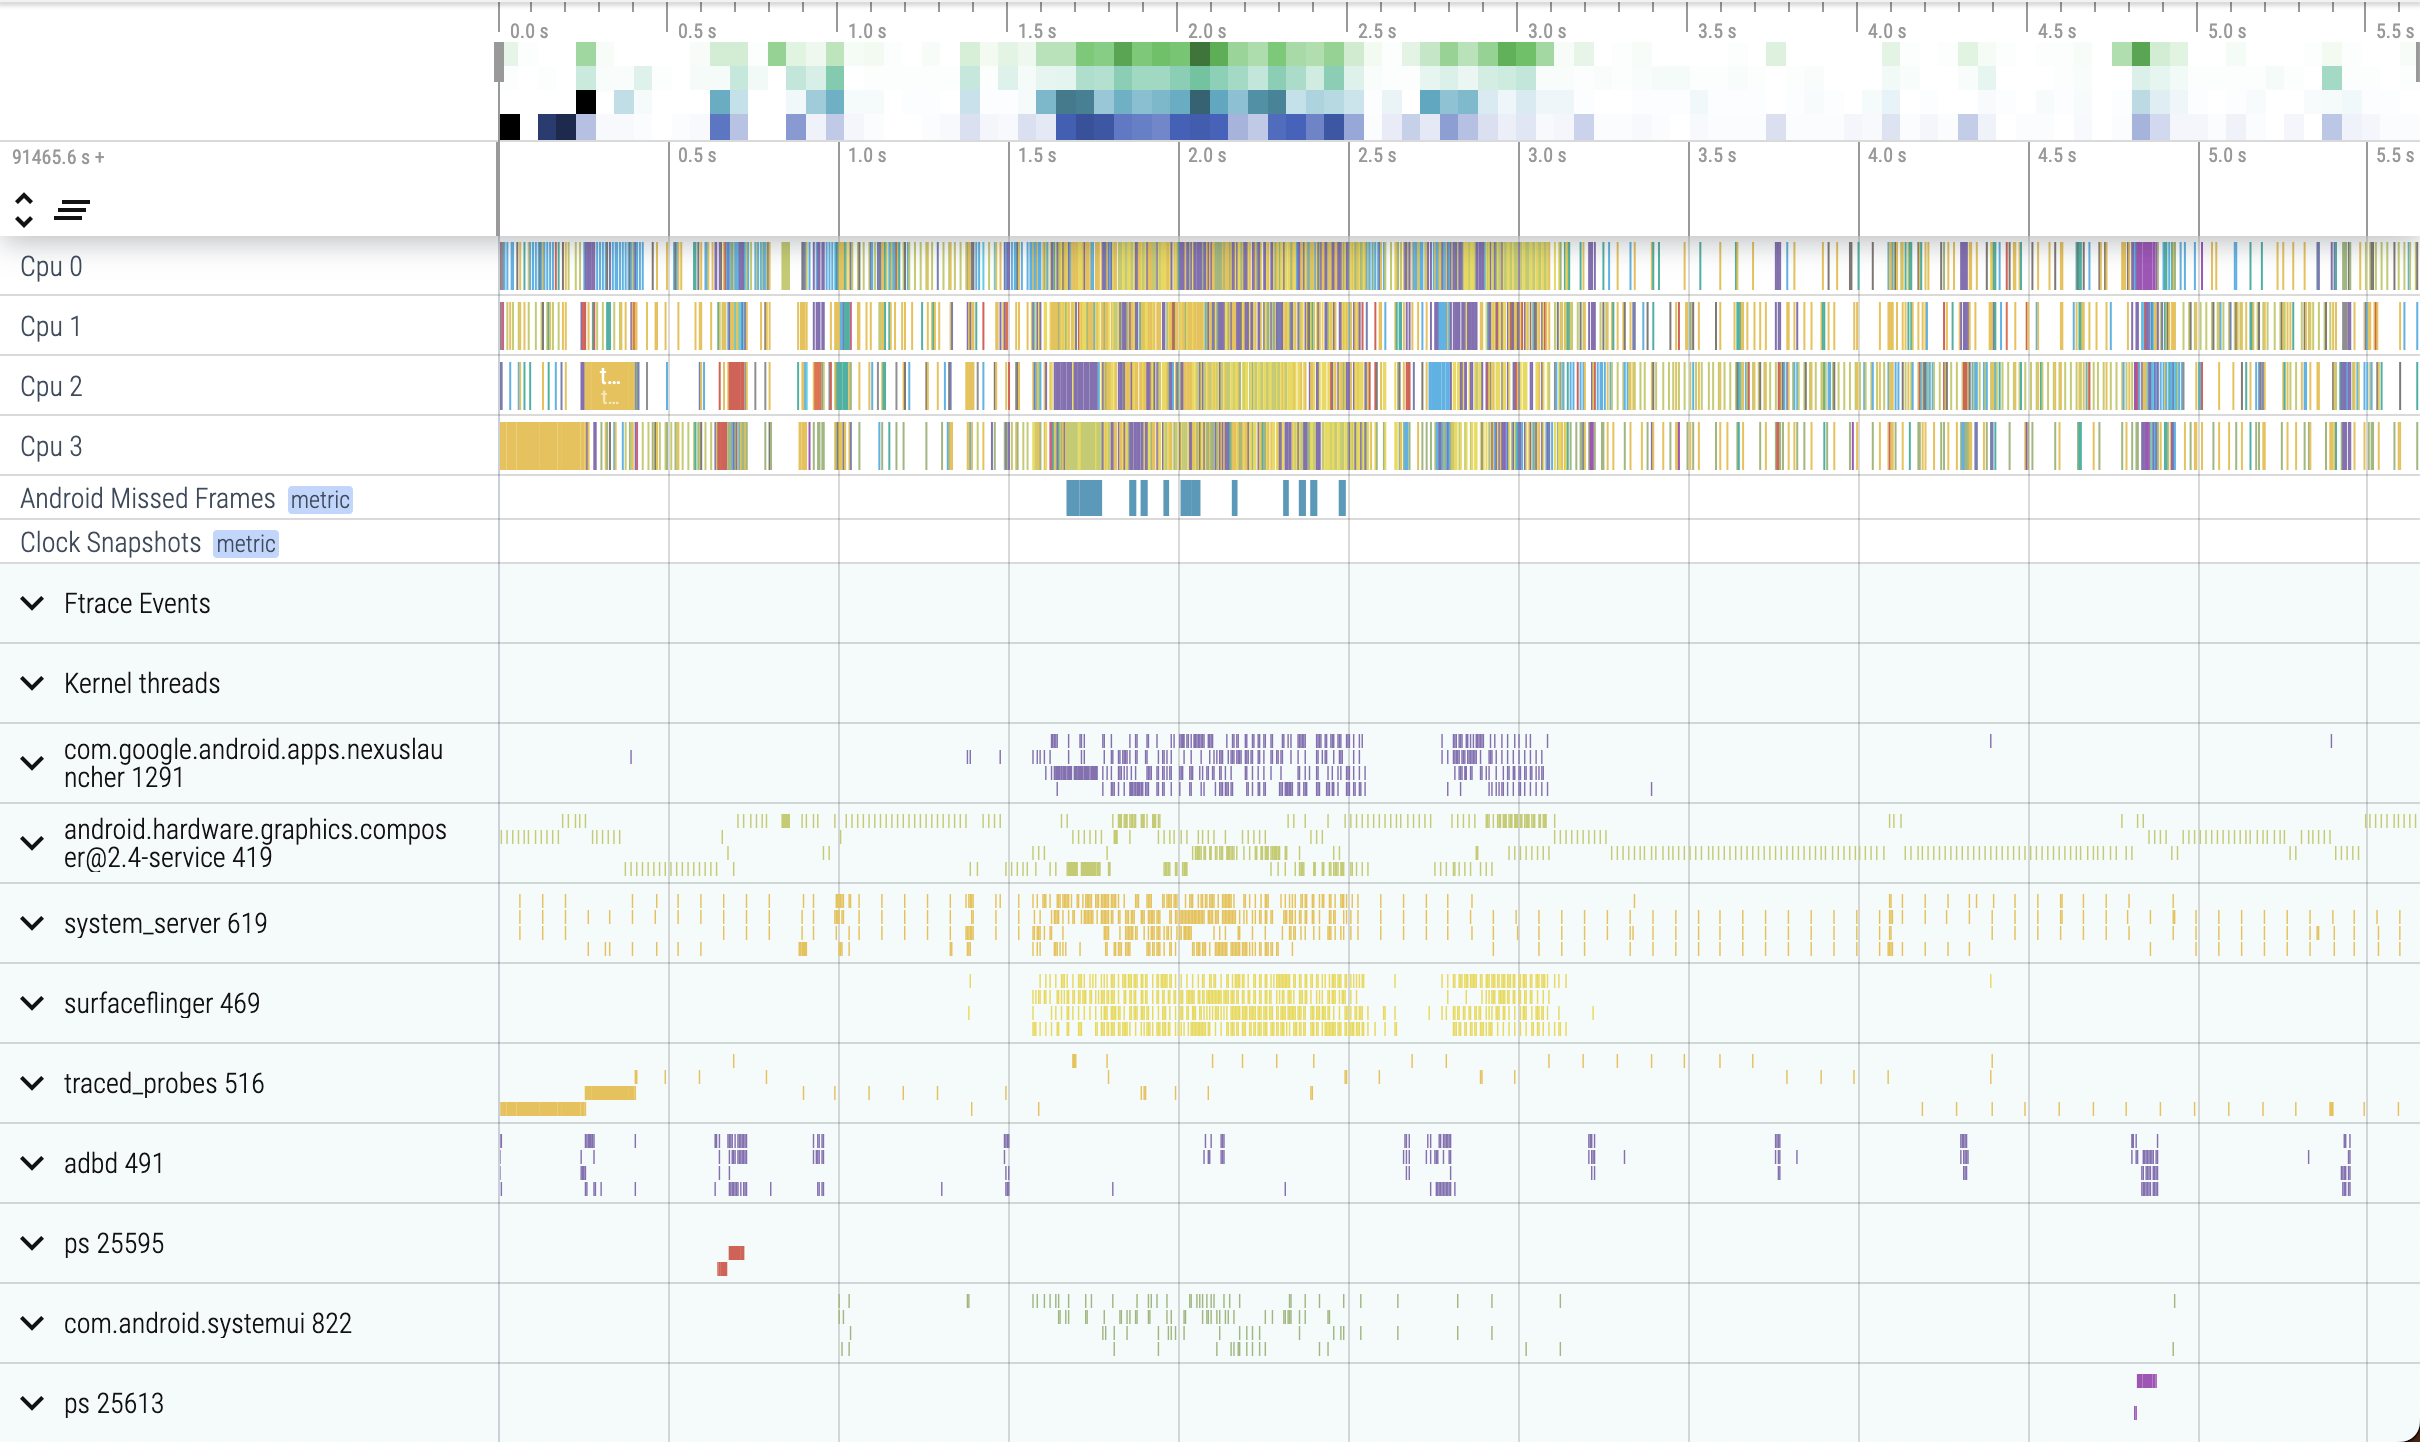 0.0 s 0.5 s 1.0 s 1.5 s 2.0 s 2.5 s 3.0 s 3.5 s 4.0 s 4.5 s 5.0 s 5.5 s
91465.6 s + 0.5 s 1.0 s 1.5 s 2.0 s 2.5 s 3.0 s 3.5 s 4.0 s 4.5 s 5.0 s 5.5 s
Cpu 0
Cpu 1
Cpu 2 t...
t...
Cpu 3
Android Missed Frames metric
Clock Snapshots metric
Ftrace Events
Kernel threads
com.google.android.apps.nexuslau
ncher 1291
android.hardware.graphics.compos
er@2.4-service 419
system_server 619
surfaceflinger 469
traced_probes 516
adbd 491
ps 25595
com.android.systemui 822
ps 25613